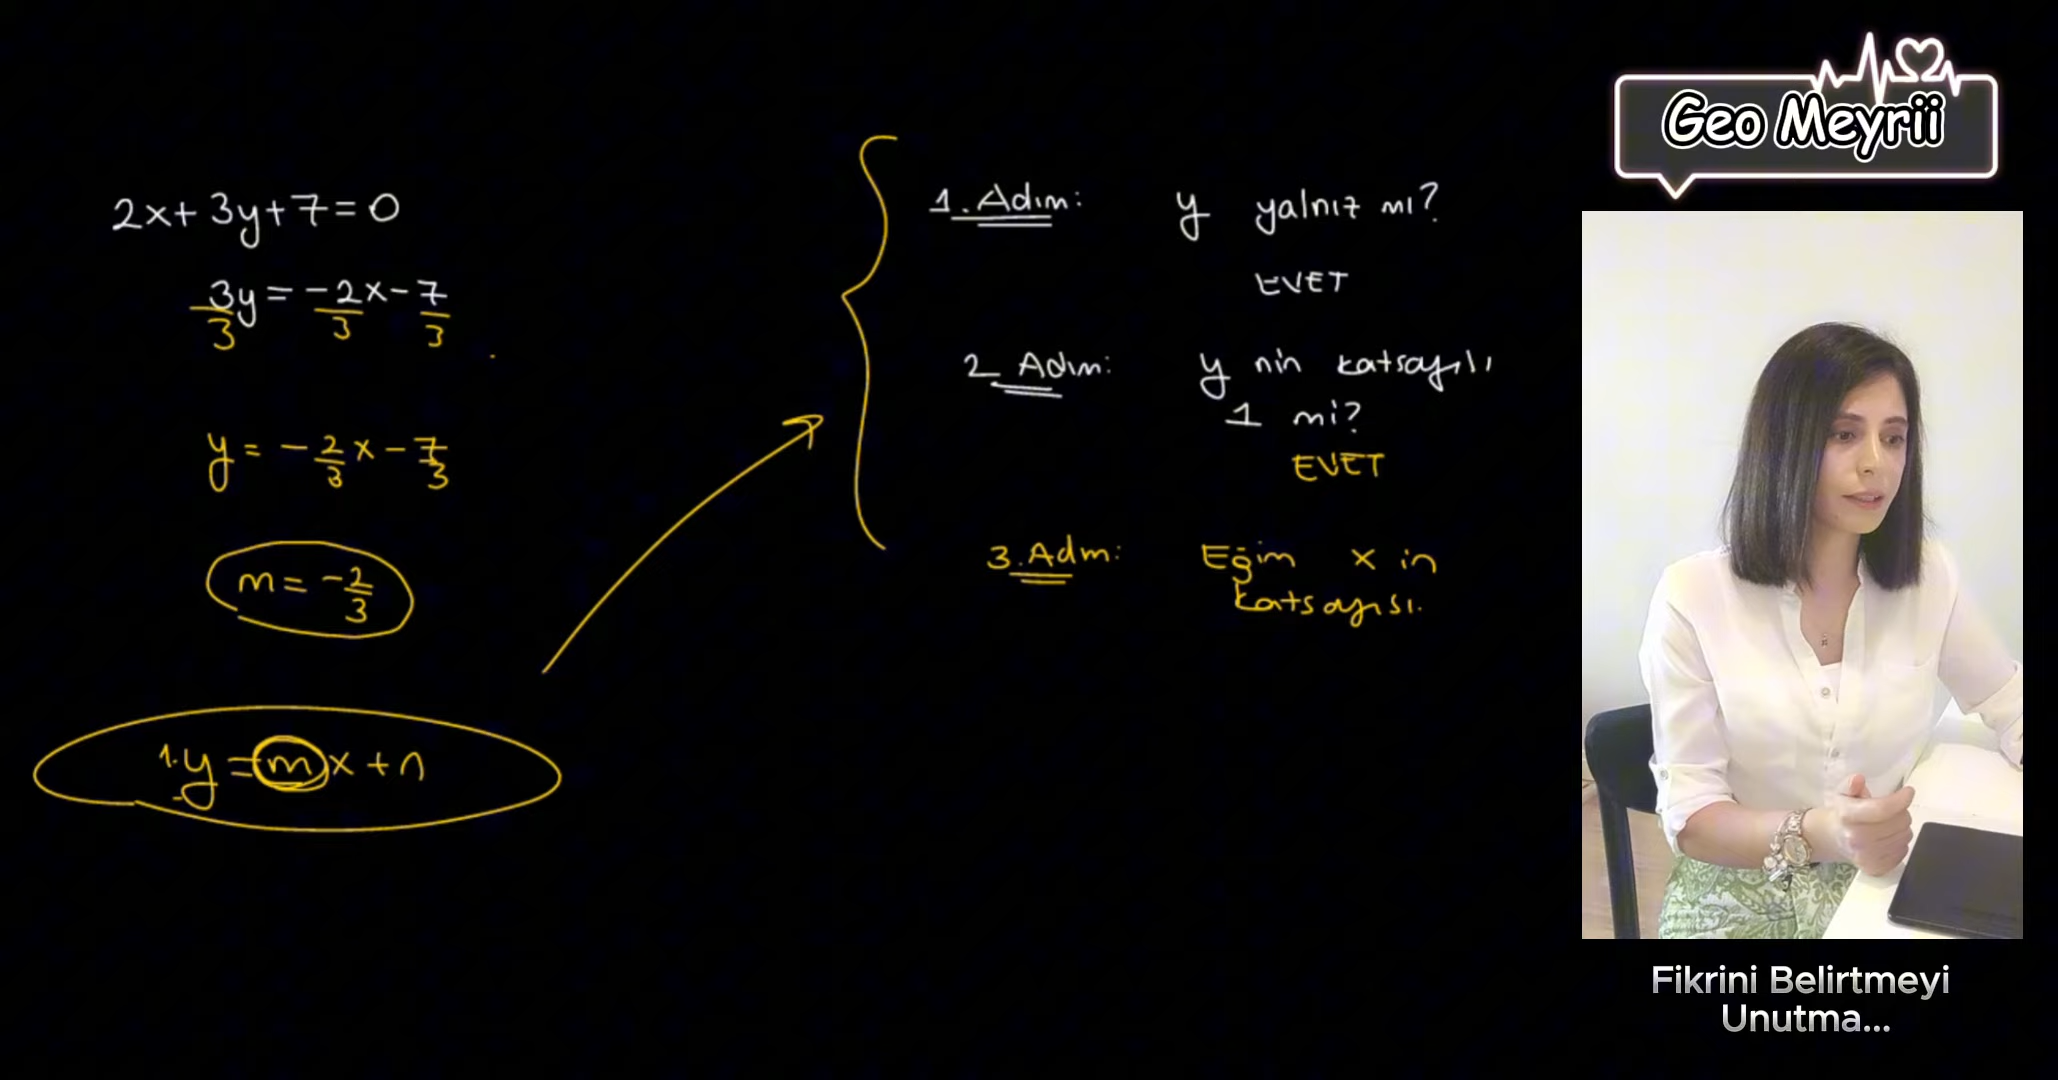 2x+3y+7=0
3y/3 = -2x/3 - 7/3
y = -2/3 x - 7/3
m = -2/3
1.y = mx+n
1. Adım: y yalnız mı?
EVET
2 Adım: y nin katsayısı
1 mi?
EVET
3. Adım: Eğim x in
katsayısı.
Geo Meyrii
Fikrini Belirtmeyi
Unutma...